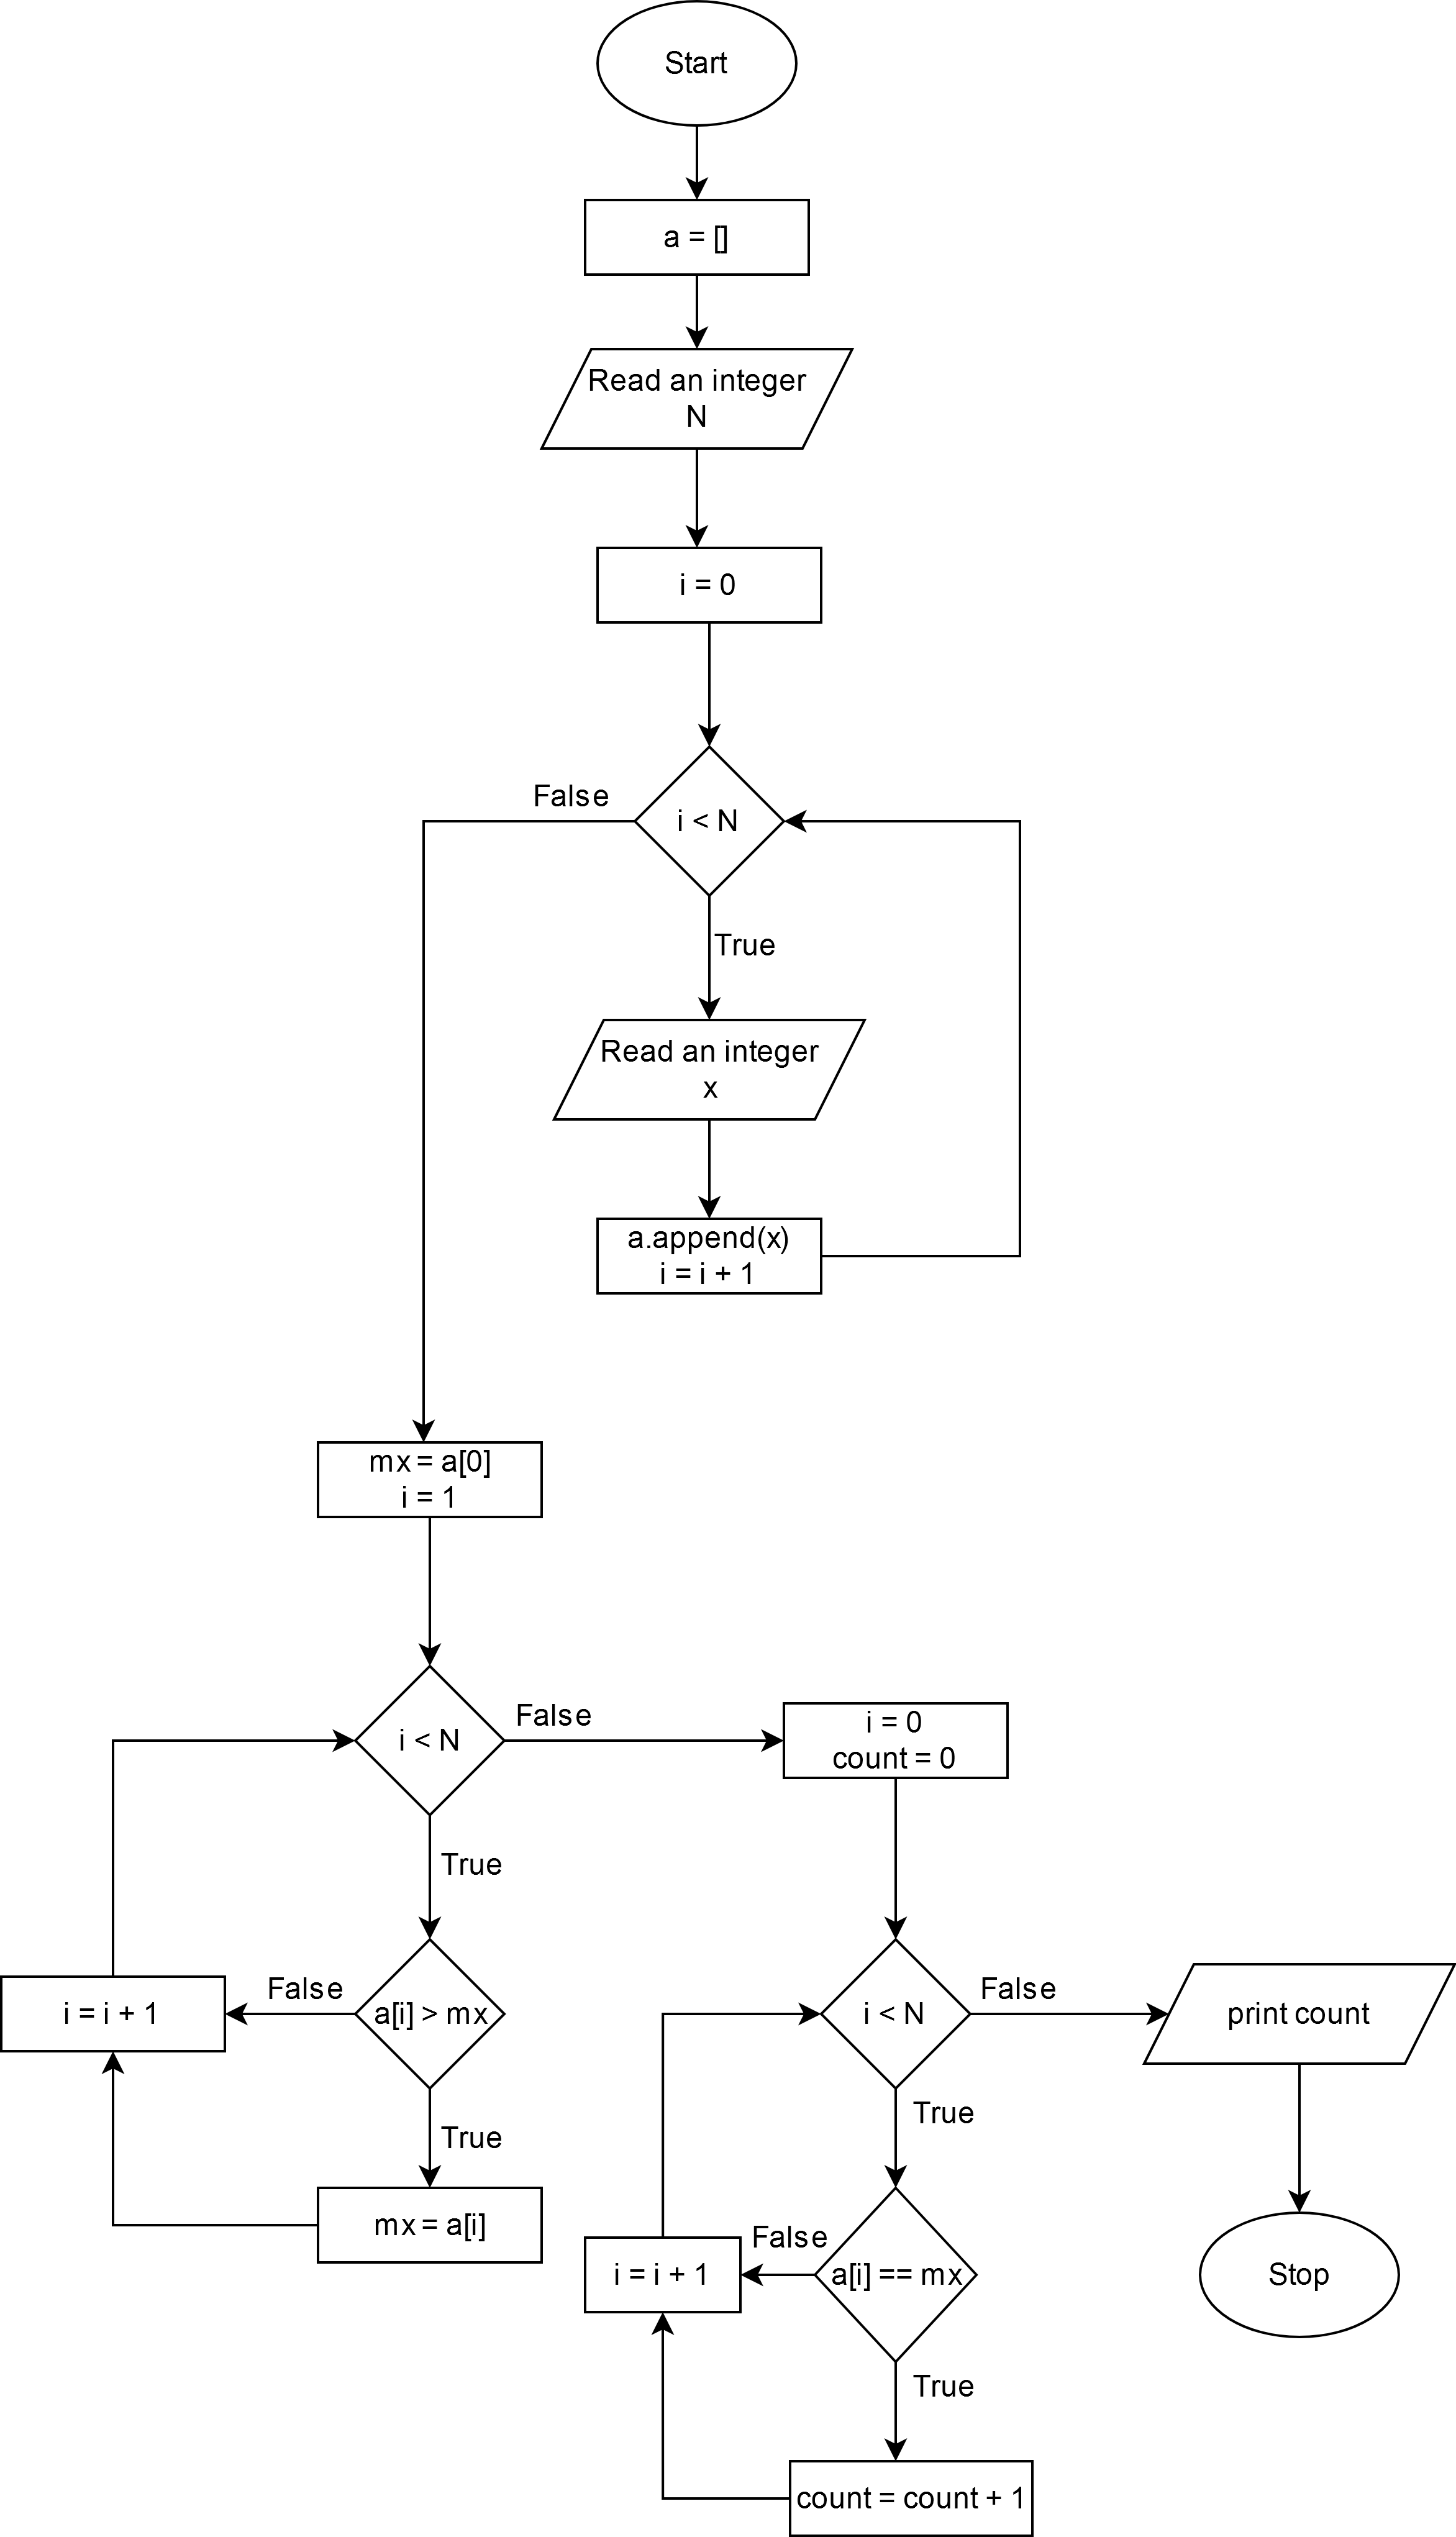 Start
a = []
Read an integer
N
i = 0
False
i < N
True
Read an integer
x
a.append(x)
i = i + 1
mx = a[0]
i = 1
i < N
False
i = 0
count = 0
True
i = i + 1
False
a[i] > mx
i < N
False
print count
True
True
mx = a[i]
i = i + 1
False
a[i] == mx
Stop
True
count = count + 1